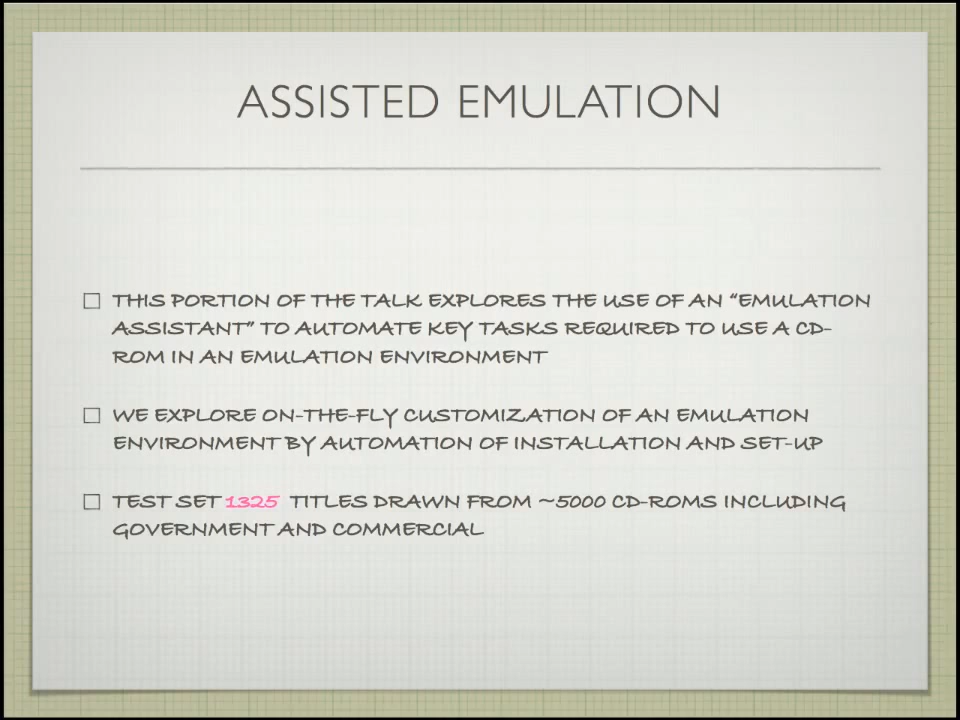 ASSISTED EMULATION
THIS PORTION OF THE TALK EXPLORES THE USE OF AN “EMULATION
ASSISTANT” TO AUTOMATE KEY TASKS REQUIRED TO USE A CD-
ROM IN AN EMULATION ENVIRONMENT
WE EXPLORE ON-THE-FLY CUSTOMIZATION OF AN EMULATION
ENVIRONMENT BY AUTOMATION OF INSTALLATION AND SET-UP
TEST SET 1325 TITLES DRAWN FROM ~5000 CD-ROMS INCLUDING
GOVERNMENT AND COMMERCIAL